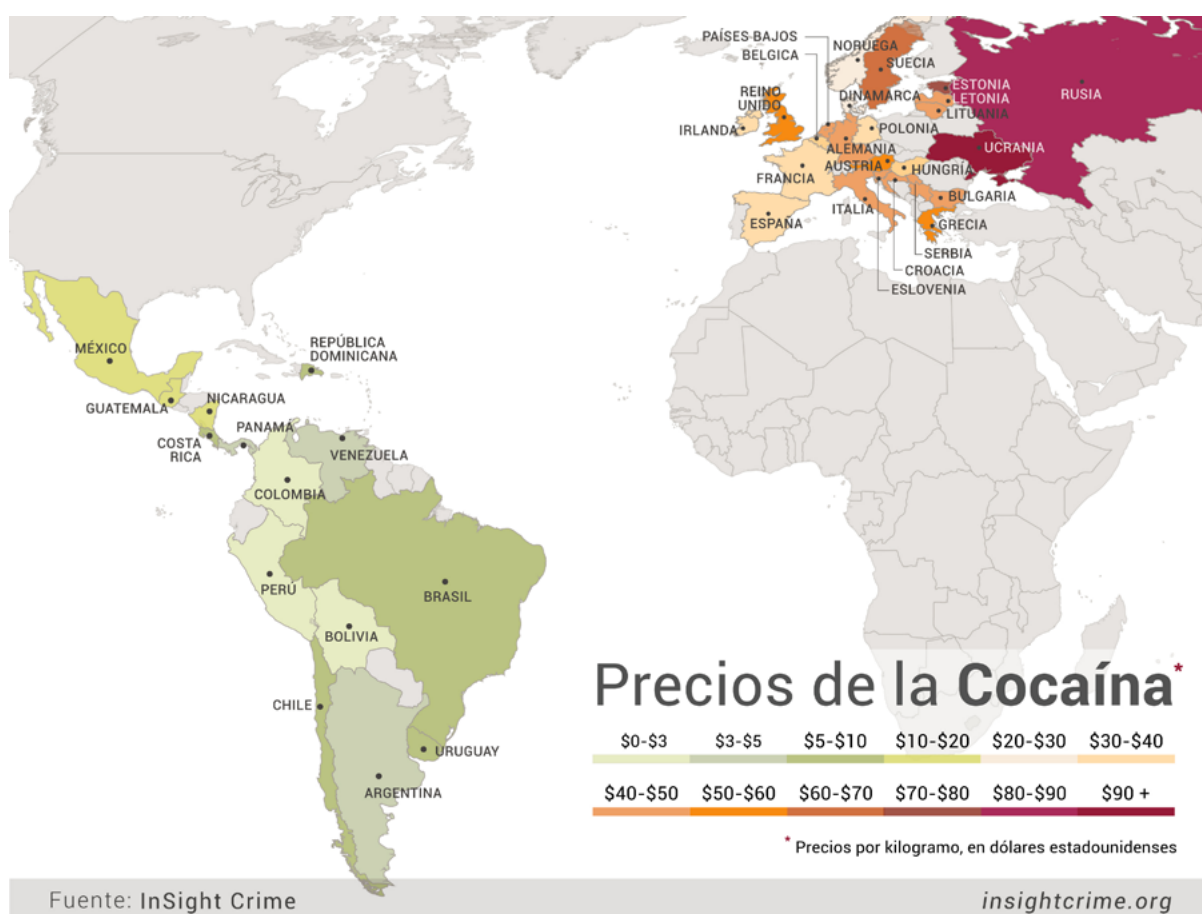 PAÍSES BAJOS
BELGICA
NORUEGA
SUECIA
REINO
UNIDO
DINAMARCA
ESTONIA
LETONIA
LITUANIA
RUSIA
IRLANDA
POLONIA
ALEMANIA
UCRANIA
AUSTRIA
HUNGRÍA
FRANCIA
ITALIA
BULGARIA
ESPAÑA
GRECIA
SERBIA
CROACIA
ESLOVENIA
MÉXICO
REPÚBLICA
DOMINICANA
GUATEMALA
NICARAGUA
COSTA
RICA
PANAMÁ
VENEZUELA
COLOMBIA
PERÚ
BRASIL
BOLIVIA
CHILE
URUGUAY
ARGENTINA
Precios de la Cocaína*
$0-$3 $3-$5 $5-$10 $10-$20 $20-$30 $30-$40
$40-$50 $50-$60 $60-$70 $70-$80 $80-$90 $90 +
* Precios por kilogramo, en dólares estadounidenses
Fuente: InSight Crime
insightcrime.org